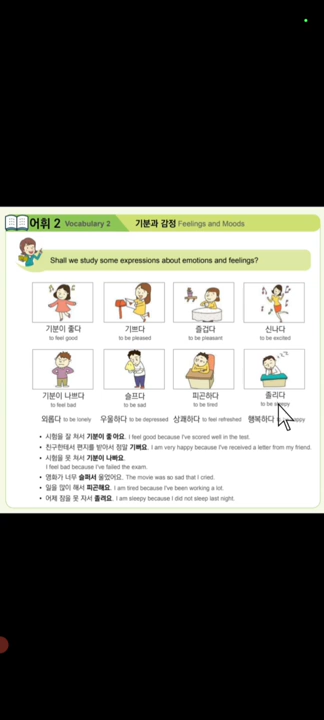 어휘 2 Vocabulary 2 기분과 감정 Feelings and Moods
Shall we study some expressions about emotions and feelings?
기분이 좋다 기쁘다 즐겁다 신나다
to feel good to be pleased to be pleasant to be excited
기분이 나쁘다 슬프다 피곤하다 졸리다
to feel bad to be sad to be tired to be sleepy
외롭다 to be lonely 우울하다 to be depressed 상쾌하다 to feel refreshed 행복하다
• 시험을 잘 쳐서 기분이 좋아요. I feel good because I've scored well in the test.
• 친구한테서 편지를 받아서 정말 기뻐요. I am very happy because I've received a letter from my friend.
• 시험을 못 쳐서 기분이 나빠요.
I feel bad because I've failed the exam.
• 영화가 너무 슬퍼서 울었어요. The movie was so sad that I cried.
• 일을 많이 해서 피곤해요. I am tired because I've been working a lot.
• 어제 잠을 못 자서 졸려요. I am sleepy because I did not sleep last night.